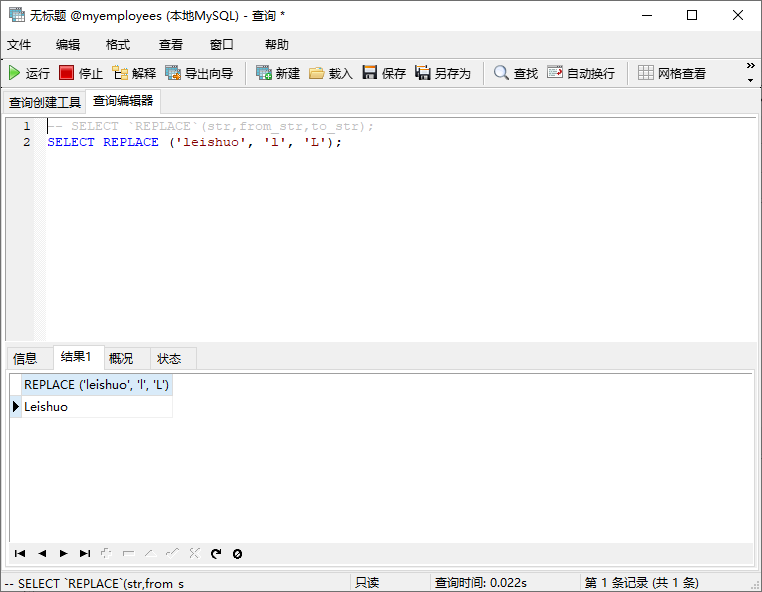 无标题 @myemployees (本地MySQL) - 查询 *
文件 编辑 格式 查看 窗口 帮助
运行 停止 解释 导出向导 新建 载入 保存 另存为 查找 自动换行 网格查看
查询创建工具 查询编辑器
1 -- SELECT `REPLACE`(str,from_str,to_str);
2 SELECT REPLACE ('leishuo', 'l', 'L');
信息 结果1 概况 状态
REPLACE ('leishuo', 'l', 'L')
Leishuo
-- SELECT `REPLACE`(str,from_s 只读 查询时间: 0.022s 第 1 条记录 (共 1 条)